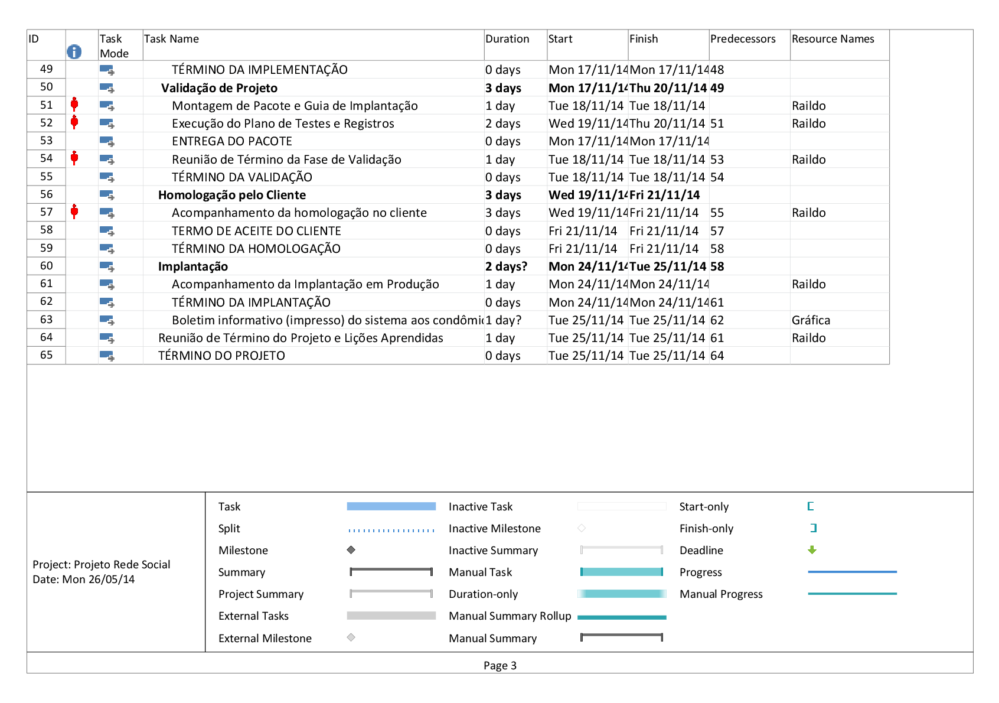 ID Task Mode Task Name Duration Start Finish Predecessors Resource Names
49 TÉRMINO DA IMPLEMENTAÇÃO 0 days Mon 17/11/14 Mon 17/11/14 48
50 Validação de Projeto 3 days Mon 17/11/14 Thu 20/11/14 49
51 Montagem de Pacote e Guia de Implantação 1 day Tue 18/11/14 Tue 18/11/14 Raildo
52 Execução do Plano de Testes e Registros 2 days Wed 19/11/14 Thu 20/11/14 51 Raildo
53 ENTREGA DO PACOTE 0 days Mon 17/11/14 Mon 17/11/14
54 Reunião de Término da Fase de Validação 1 day Tue 18/11/14 Tue 18/11/14 53 Raildo
55 TÉRMINO DA VALIDAÇÃO 0 days Tue 18/11/14 Tue 18/11/14 54
56 Homologação pelo Cliente 3 days Wed 19/11/14 Fri 21/11/14
57 Acompanhamento da homologação no cliente 3 days Wed 19/11/14 Fri 21/11/14 55 Raildo
58 TERMO DE ACEITE DO CLIENTE 0 days Fri 21/11/14 Fri 21/11/14 57
59 TÉRMINO DA HOMOLOGAÇÃO 0 days Fri 21/11/14 Fri 21/11/14 58
60 Implantação 2 days? Mon 24/11/14 Tue 25/11/14 58
61 Acompanhamento da Implantação em Produção 1 day Mon 24/11/14 Mon 24/11/14 Raildo
62 TÉRMINO DA IMPLANTAÇÃO 0 days Mon 24/11/14 Mon 24/11/14 61
63 Boletim informativo (impresso) do sistema aos condômi 1 day? Tue 25/11/14 Tue 25/11/14 62 Gráfica
64 Reunião de Término do Projeto e Lições Aprendidas 1 day Tue 25/11/14 Tue 25/11/14 61 Raildo
65 TÉRMINO DO PROJETO 0 days Tue 25/11/14 Tue 25/11/14 64
Project: Projeto Rede Social
Date: Mon 26/05/14
Task
Split
Milestone
Summary
Project Summary
External Tasks
External Milestone
Inactive Task
Inactive Milestone
Inactive Summary
Manual Task
Duration-only
Manual Summary Rollup
Manual Summary
Start-only
Finish-only
Deadline
Progress
Manual Progress
Page 3